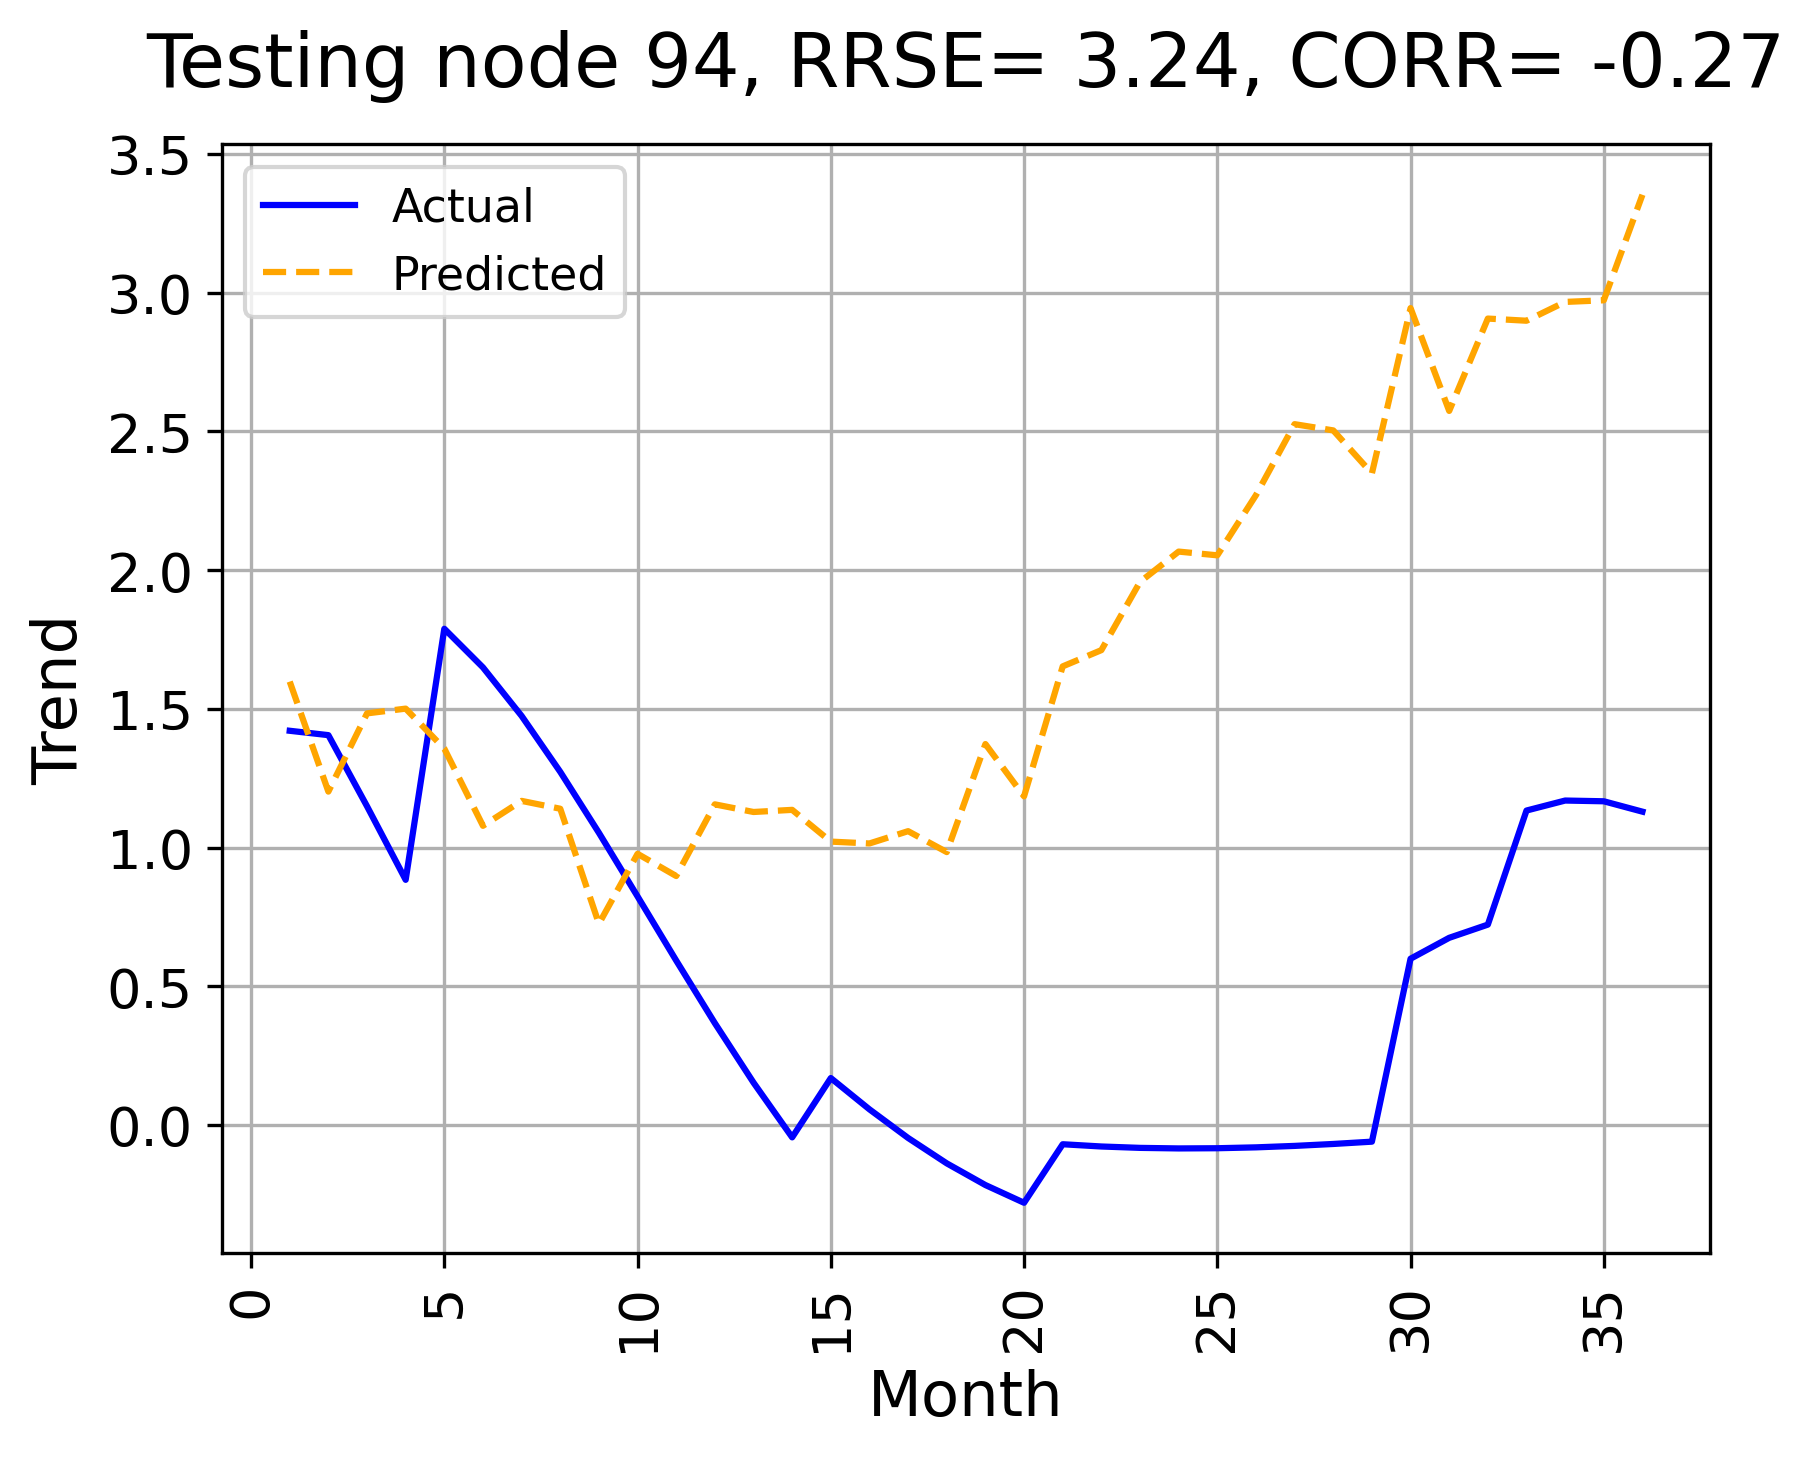 Testing node 94, RRSE= 3.24, CORR= -0.27
3.5
3.0
2.5
2.0
1.5
1.0
0.5
0.0
Trend
Actual
Predicted
0 5 10 15 20 25 30 35
Month